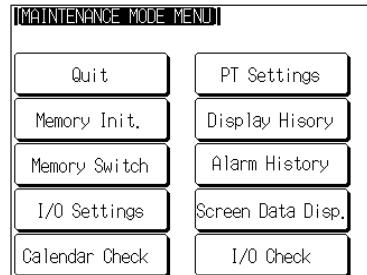 [MAINTENANCE MODE MENU]
Quit
PT Settings
Memory Init.
Display Hisory
Memory Switch
Alarm History
I/O Settings
Screen Data Disp.
Calendar Check
I/O Check